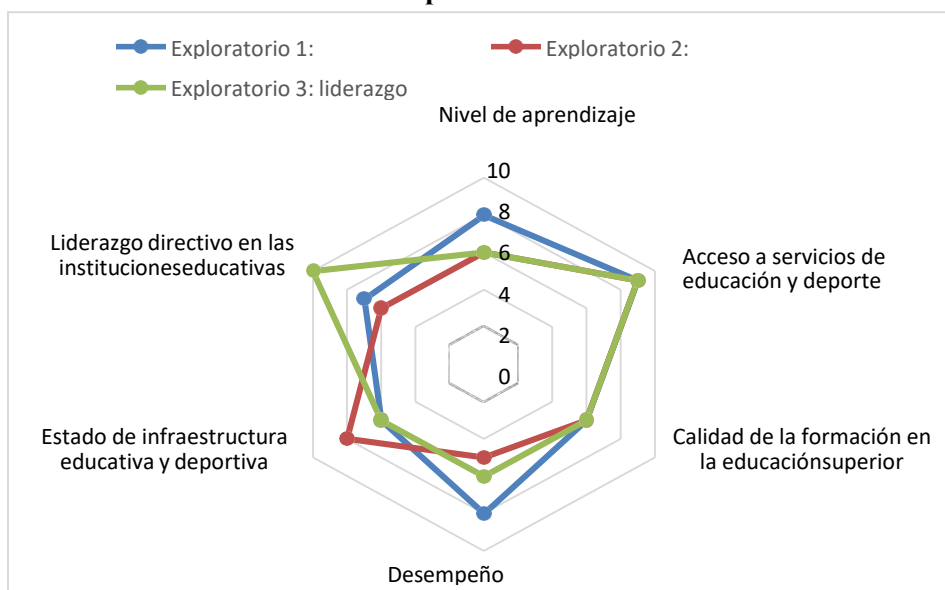 Exploratorio 1:
Exploratorio 2:
Exploratorio 3: liderazgo
Nivel de aprendizaje
10
8
6
4
2
0
Liderazgo directivo en las
institucioneseducativas
Acceso a servicios de
educación y deporte
Estado de infraestructura
educativa y deportiva
Calidad de la formación en
la educaciónsuperior
Desempeño